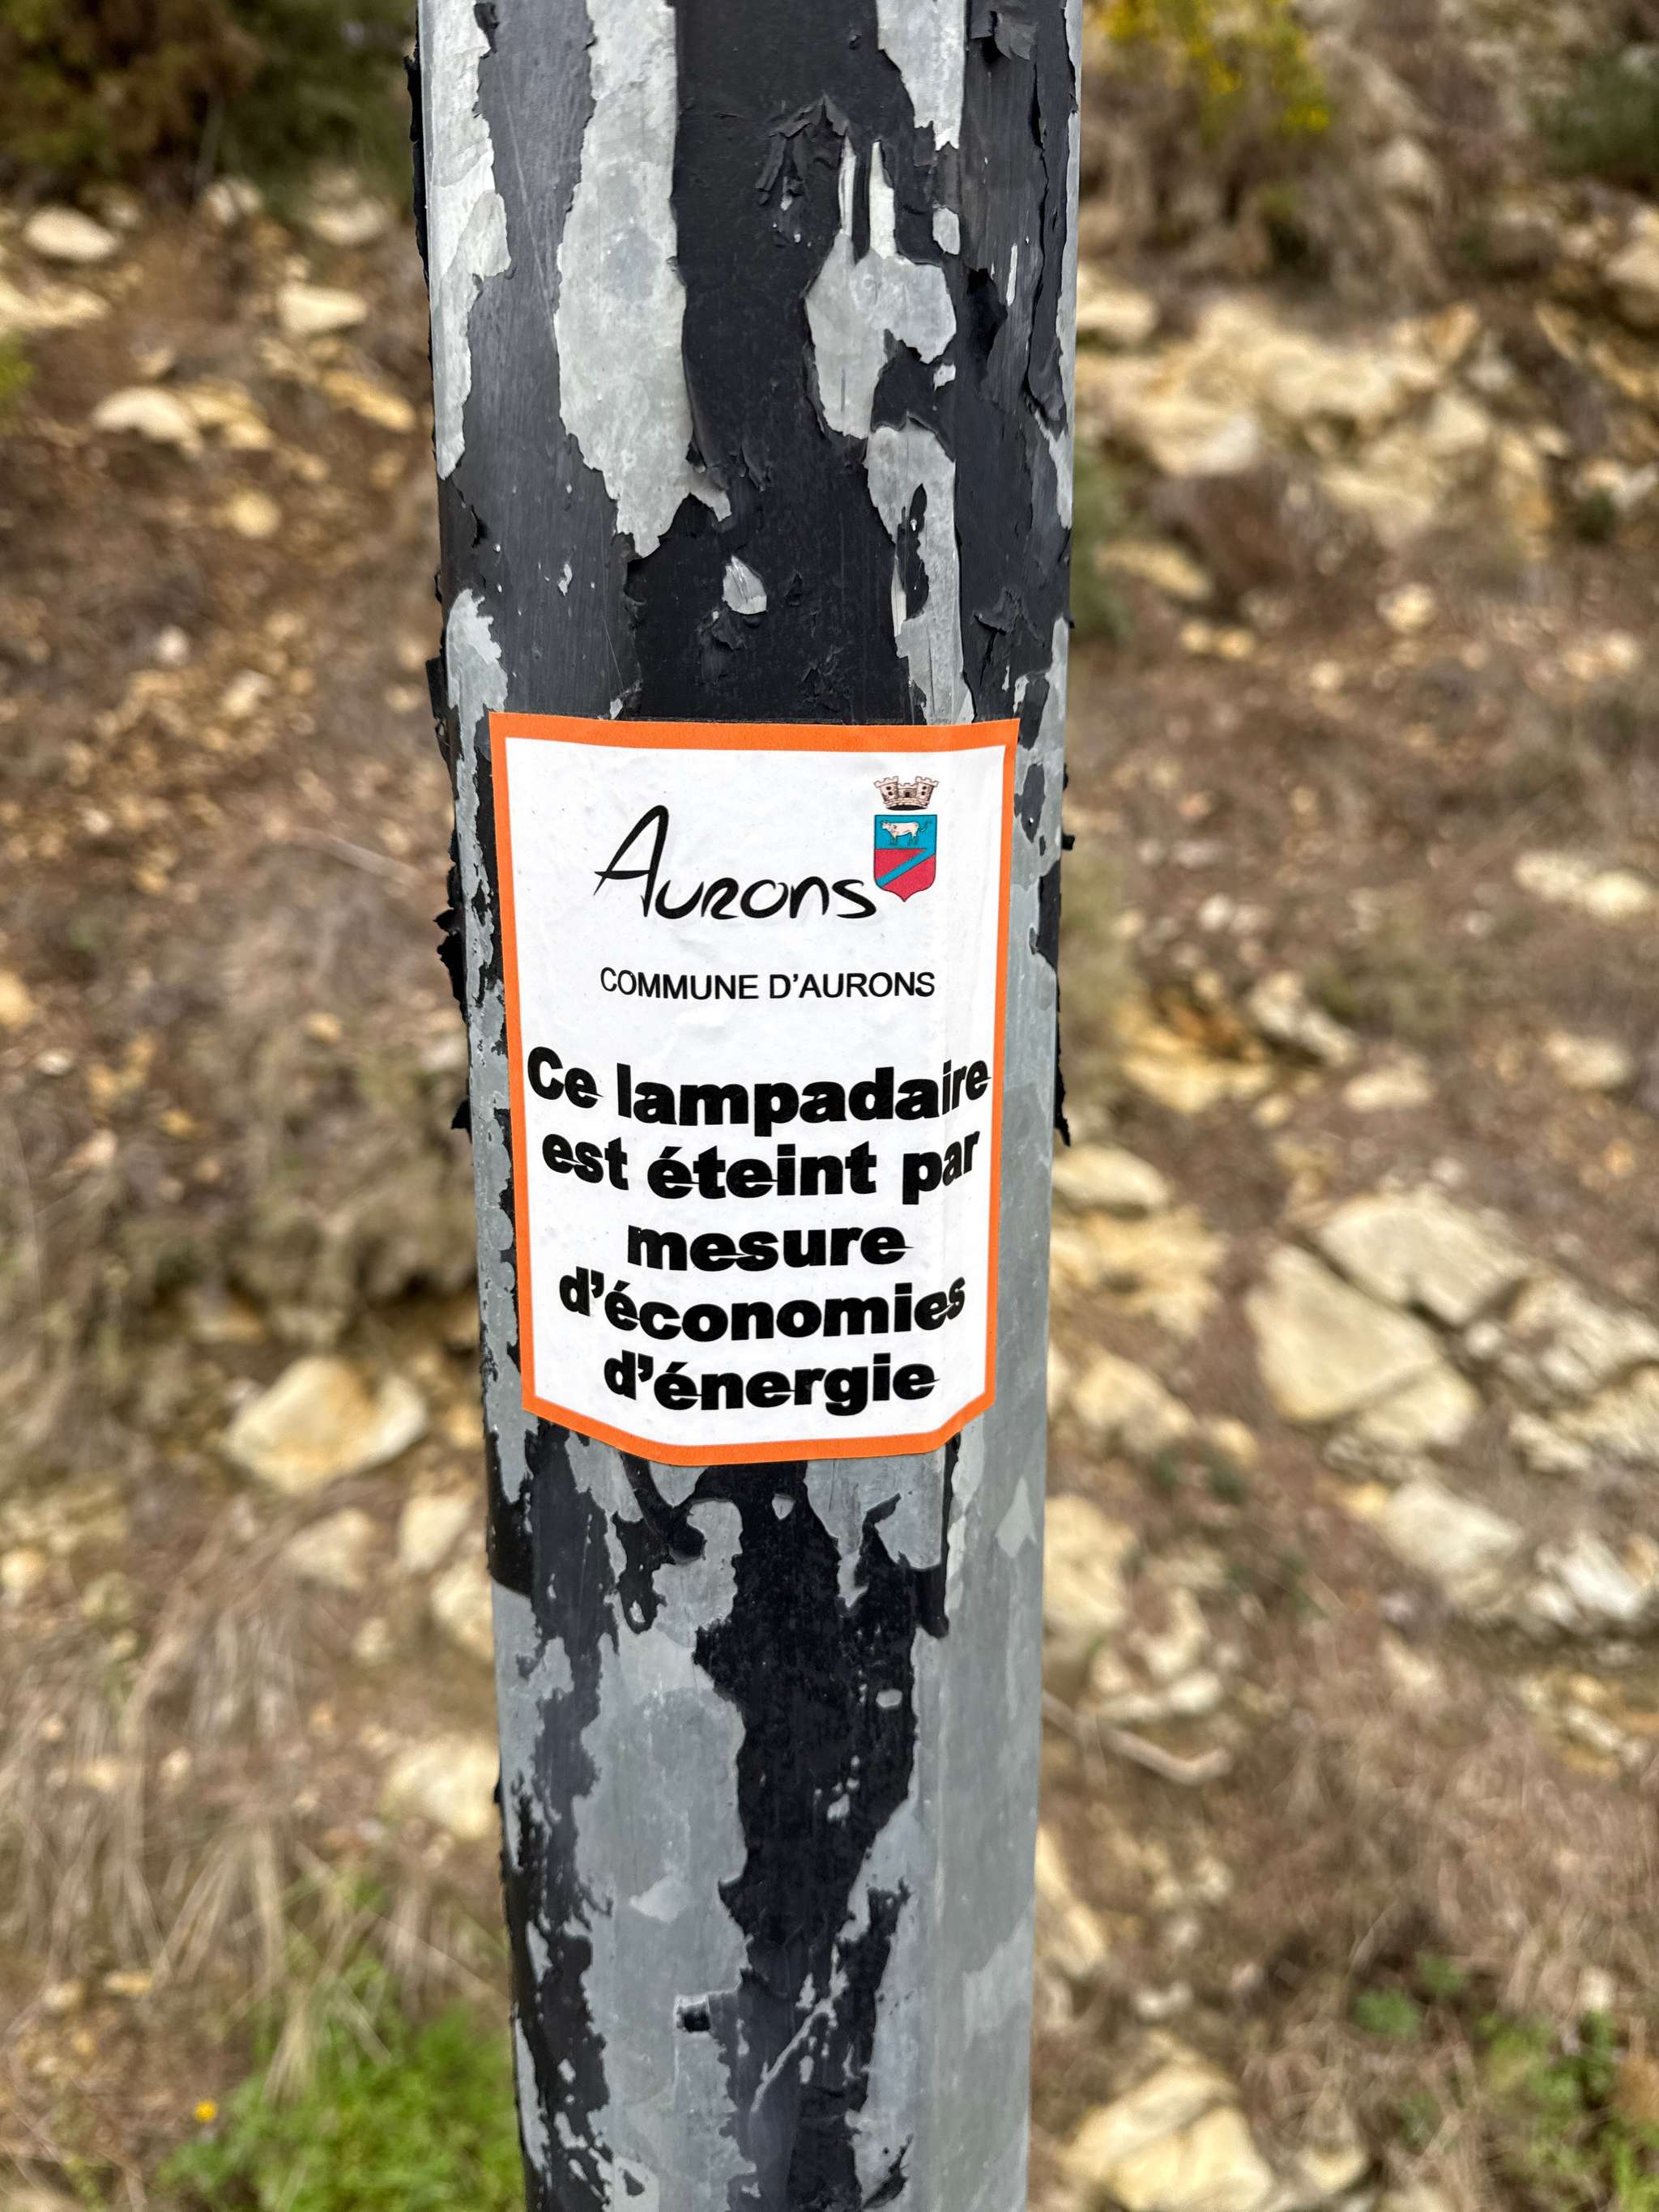 Aurons
COMMUNE D'AURONS
Ce lampadaire
est éteint par
mesure
d'économies
d'énergie